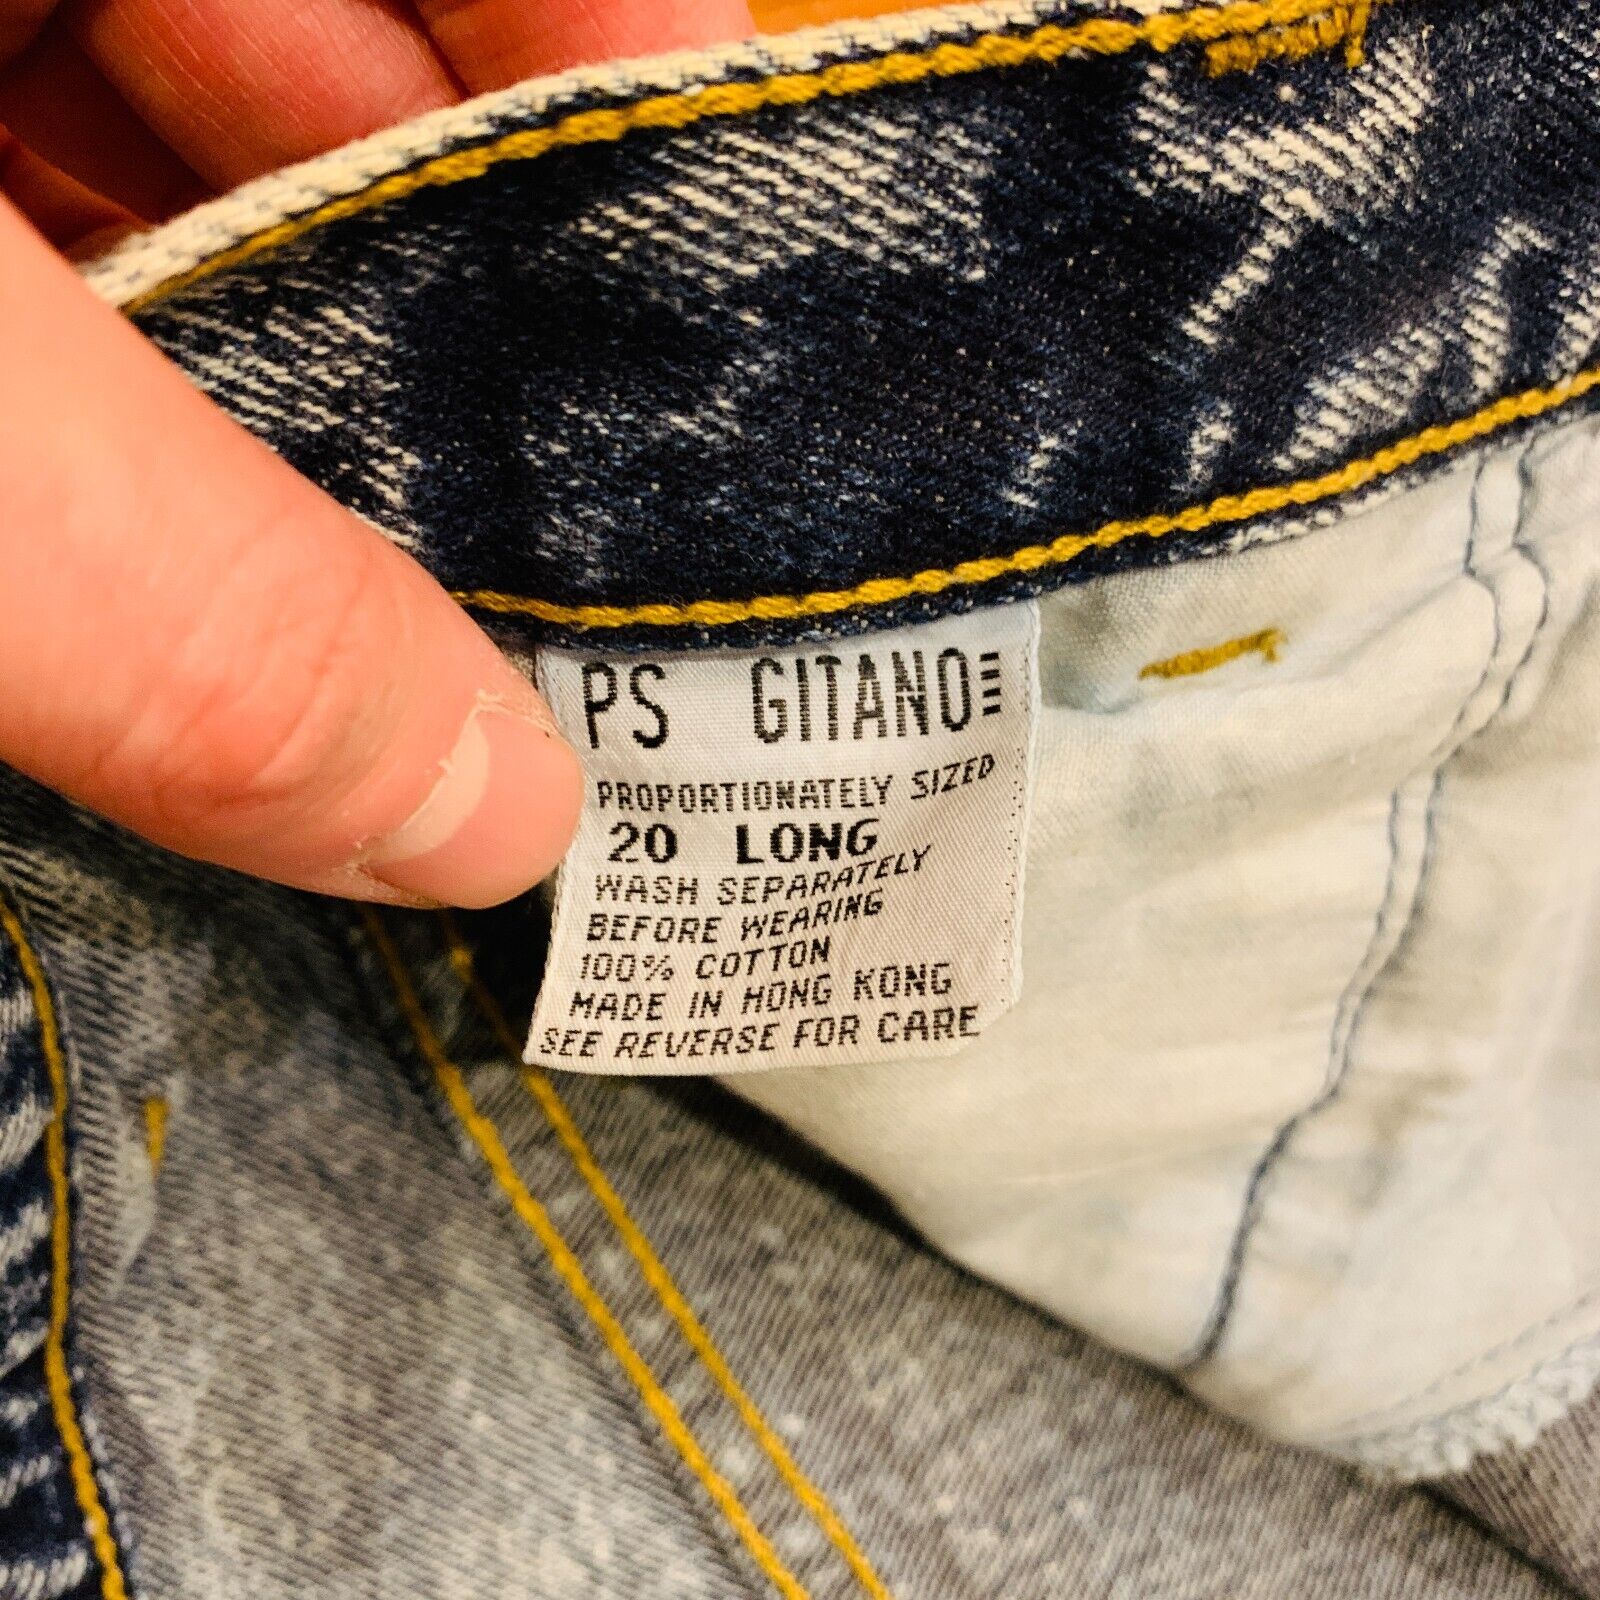 PS GITANO
PROPORTIONATELY SIZED
20 LONG
WASH SEPARATELY
BEFORE WEARING
100% COTTON
MADE IN HONG KONG
SEE REVERSE FOR CARE